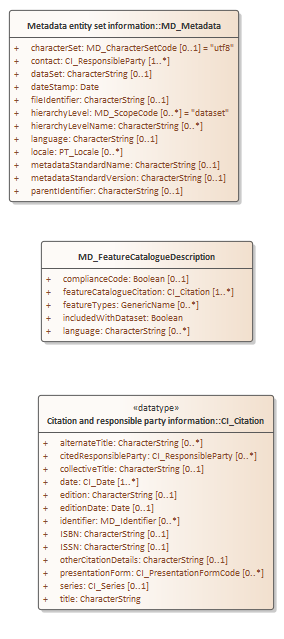 Metadata entity set information::MD_Metadata
+ characterSet: MD_CharacterSetCode [0..1] = "utf8"
+ contact: CI_ResponsibleParty [1..*]
+ dataSet: CharacterString [0..1]
+ dateStamp: Date
+ fileIdentifier: CharacterString [0..1]
+ hierarchyLevel: MD_ScopeCode [0..*] = "dataset"
+ hierarchyLevelName: CharacterString [0..*]
+ language: CharacterString [0..1]
+ locale: PT_Locale [0..*]
+ metadataStandardName: CharacterString [0..1]
+ metadataStandardVersion: CharacterString [0..1]
+ parentIdentifier: CharacterString [0..1]
MD_FeatureCatalogueDescription
+ complianceCode: Boolean [0..1]
+ featureCatalogueCitation: CI_Citation [1..*]
+ featureTypes: GenericName [0..*]
+ includedWithDataset: Boolean
+ language: CharacterString [0..*]
«datatype»
Citation and responsible party information::CI_Citation
+ alternateTitle: CharacterString [0..*]
+ citedResponsibleParty: CI_ResponsibleParty [0..*]
+ collectiveTitle: CharacterString [0..1]
+ date: CI_Date [1..*]
+ edition: CharacterString [0..1]
+ editionDate: Date [0..1]
+ identifier: MD_Identifier [0..*]
+ ISBN: CharacterString [0..1]
+ ISSN: CharacterString [0..1]
+ otherCitationDetails: CharacterString [0..1]
+ presentationForm: CI_PresentationFormCode [0..*]
+ series: CI_Series [0..1]
+ title: CharacterString